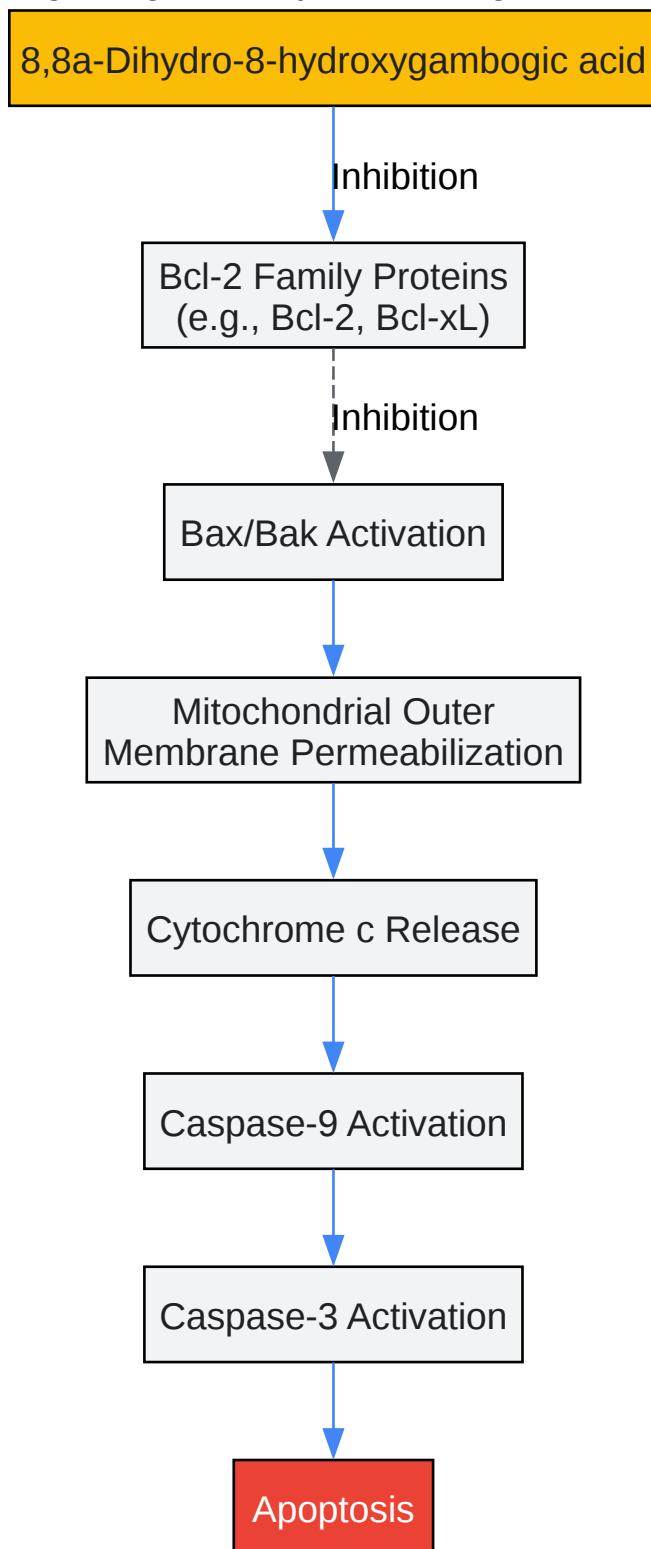 8,8a-Dihydro-8-hydroxygambogic acid
Inhibition
Bcl-2 Family Proteins
(e.g., Bcl-2, Bcl-xL)
Inhibition
Bax/Bak Activation
Mitochondrial Outer
Membrane Permeabilization
Cytochrome c Release
Caspase-9 Activation
Caspase-3 Activation
Apoptosis